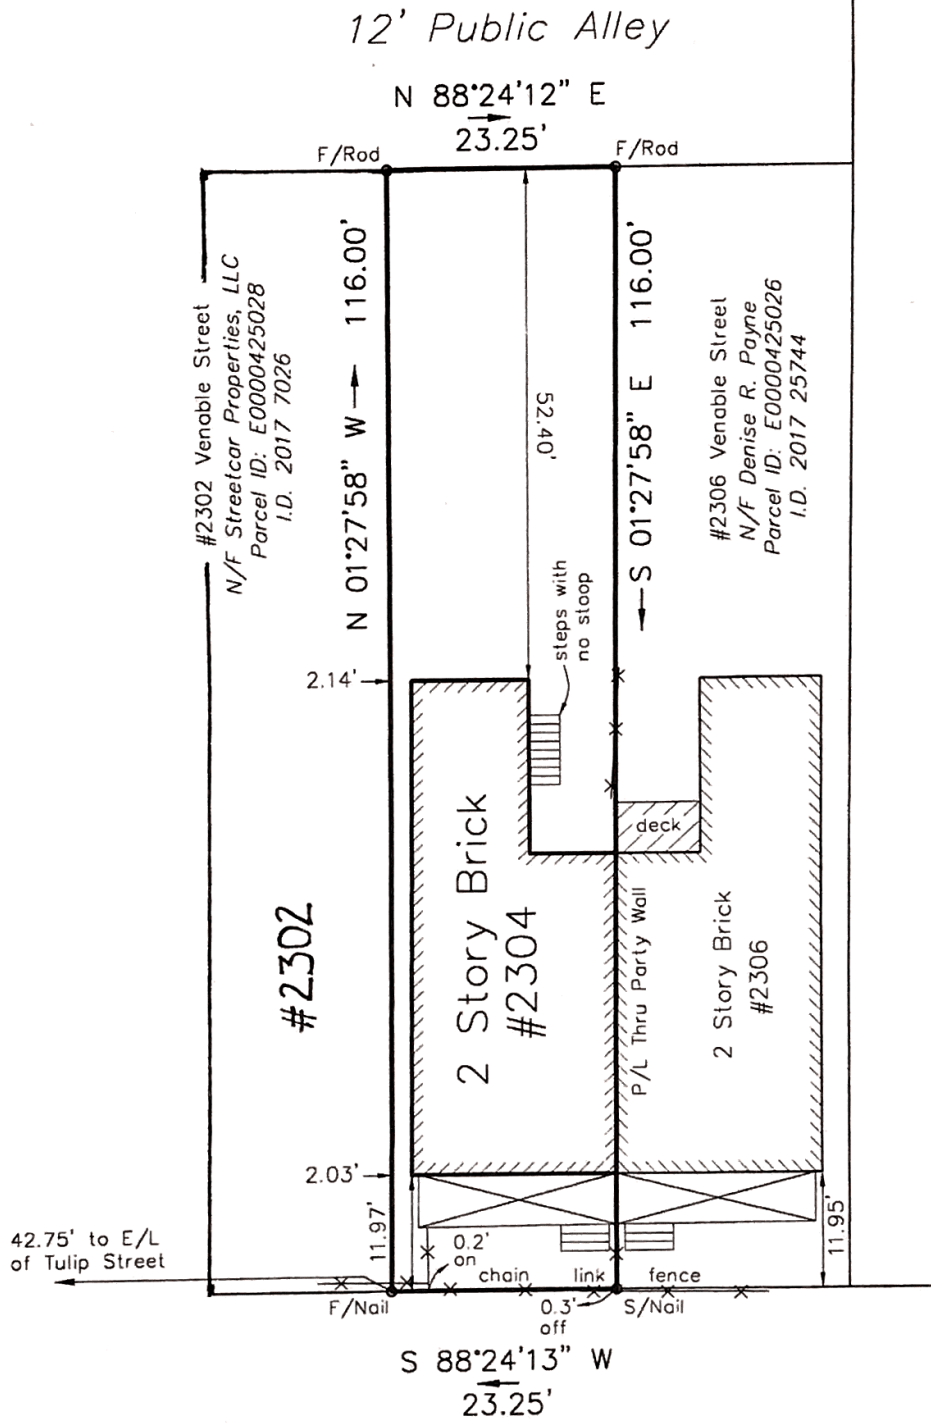 12' Public Alley
N 88°24'12" E
23.25'
F/Rod
F/Rod
#2302 Venable Street
N/F Streetcar Properties, LLC
Parcel ID: E0000425028
I.D. 2017 7026
N 01°27'58" W
116.00'
52.40'
S 01°27'58" E
116.00'
#2306 Venable Street
N/F Denise R. Payne
Parcel ID: E0000425026
I.D. 2017 25744
steps with
no stoop
2.14'
deck
#2302
2 Story Brick
#2304
P/L Thru Party Wall
2 Story Brick
#2306
2.03'
11.97'
11.95'
42.75' to E/L
of Tulip Street
0.2'
on
chain link fence
F/Nail
0.3'
off
S/Nail
S 88°24'13" W
23.25'